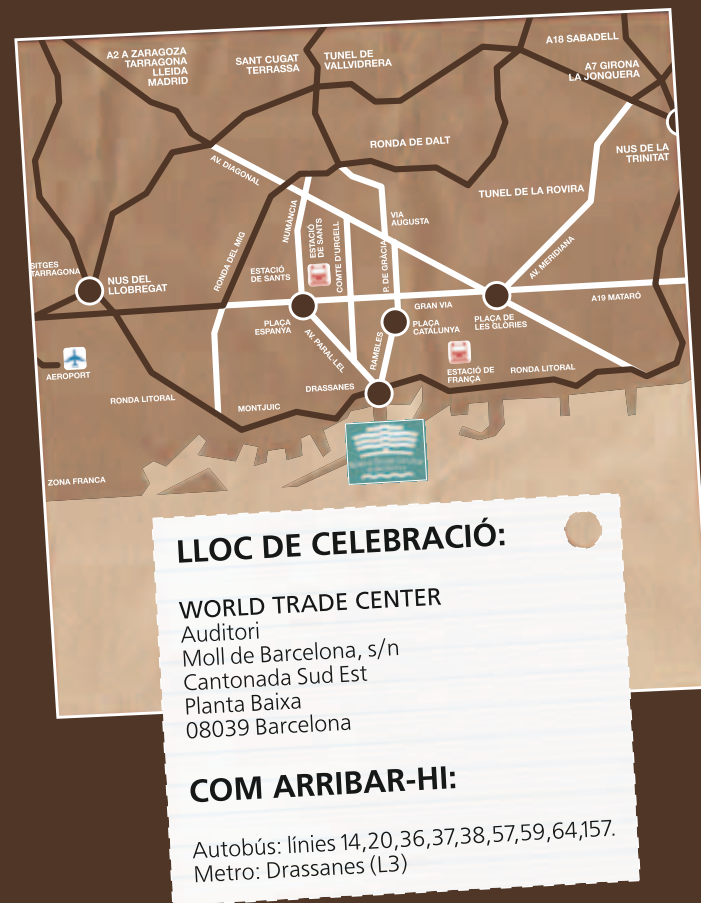 A2 A ZARAGOZA
TARRAGONA
LLEIDA
MADRID
SANT CUGAT
TERRASSA
TUNEL DE
VALLVIDRERA
A18 SABADELL
A7 GIRONA
LA JONQUERA
RONDA DE DALT
NUS DE LA
TRINITAT
AV. DIAGONAL
TUNEL DE LA ROVIRA
NUMÀNCIA
ESTACIÓ
DE SANTS
COMTE D'URGELL
VIA
AUGUSTA
P. DE GRÀCIA
RONDA DEL MIG
AV. MERIDIANA
SITGES
TARRAGONA
NUS DEL
LLOBREGAT
ESTACIÓ
DE SANTS
GRAN VIA
A19 MATARÓ
PLAÇA
ESPANYA
AV. PARAL·LEL
RAMBLES
PLAÇA
CATALUNYA
PLAÇA DE
LES GLÒRIES
AEROPORT
RONDA LITORAL
MONTJUIC
DRASSANES
ESTACIÓ DE
FRANÇA
RONDA LITORAL
ZONA FRANCA
LLOC DE CELEBRACIÓ:
WORLD TRADE CENTER
Auditori
Moll de Barcelona, s/n
Cantonada Sud Est
Planta Baixa
08039 Barcelona
COM ARRIBAR-HI:
Autobús: línies 14,20,36,37,38,57,59,64,157.
Metro: Drassanes (L3)